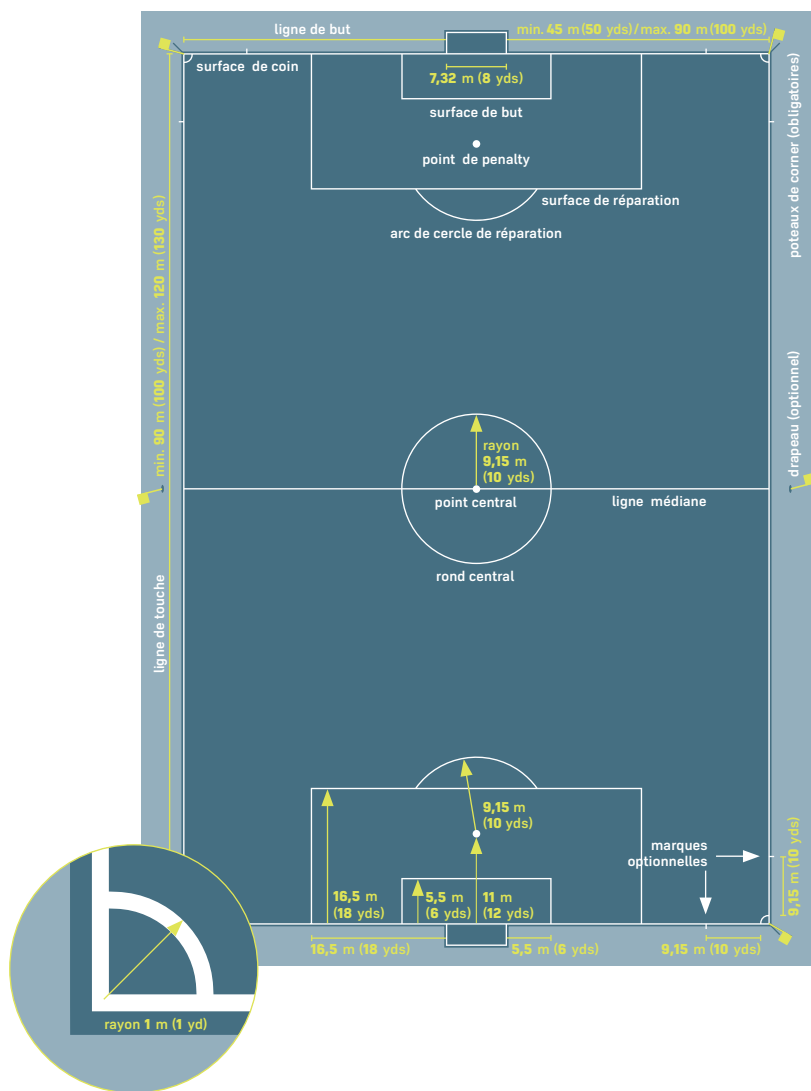 ligne de but
min. 45 m (50 yds)/max. 90 m (100 yds)
surface de coin
7,32 m (8 yds)
surface de but
point de penalty
surface de réparation
arc de cercle de réparation
poteaux de corner (obligatoires)
min. 90 m (100 yds) / max. 120 m (130 yds)
drapeau (optionnel)
rayon
9,15 m
(10 yds)
point central
ligne médiane
rond central
ligne de touche
9,15 m
(10 yds)
marques
optionnelles
9,15 m (10 yds)
16,5 m
(18 yds)
5,5 m
(6 yds)
11 m
(12 yds)
16,5 m (18 yds)
5,5 m (6 yds)
9,15 m (10 yds)
rayon 1 m (1 yd)